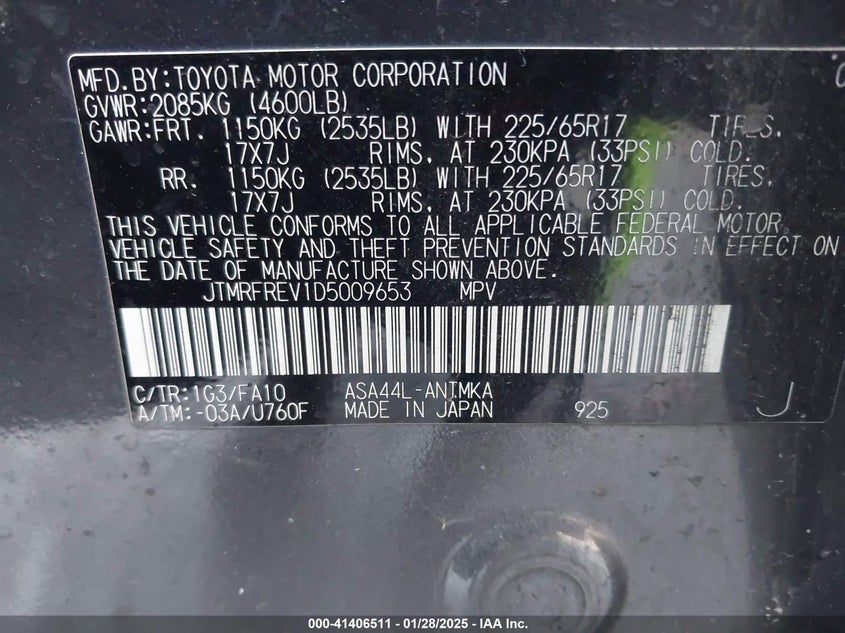 MFD.BY:TOYOTA MOTOR CORPORATION
GVWR:2085KG (4600LB)
GAWR:FRT. 1150KG (2535LB) WITH 225/65R17 TIRES,
17X7J RIMS, AT 230KPA (33PSI) COLD.
RR. 1150KG (2535LB) WITH 225/65R17 TIRES,
17X7J RIMS, AT 230KPA (33PSI) COLD.
THIS VEHICLE CONFORMS TO ALL APPLICABLE FEDERAL MOTOR
VEHICLE SAFETY AND THEFT PREVENTION STANDARDS IN EFFECT ON
THE DATE OF MANUFACTURE SHOWN ABOVE.
JTMRFREV1D5009653 MPV
C/TR:1G3/FA10 ASA44L-ANTMKA
A/TM:-03A/U760F MADE IN JAPAN 925 J
000-41406511 - 01/28/2025 - IAA Inc.